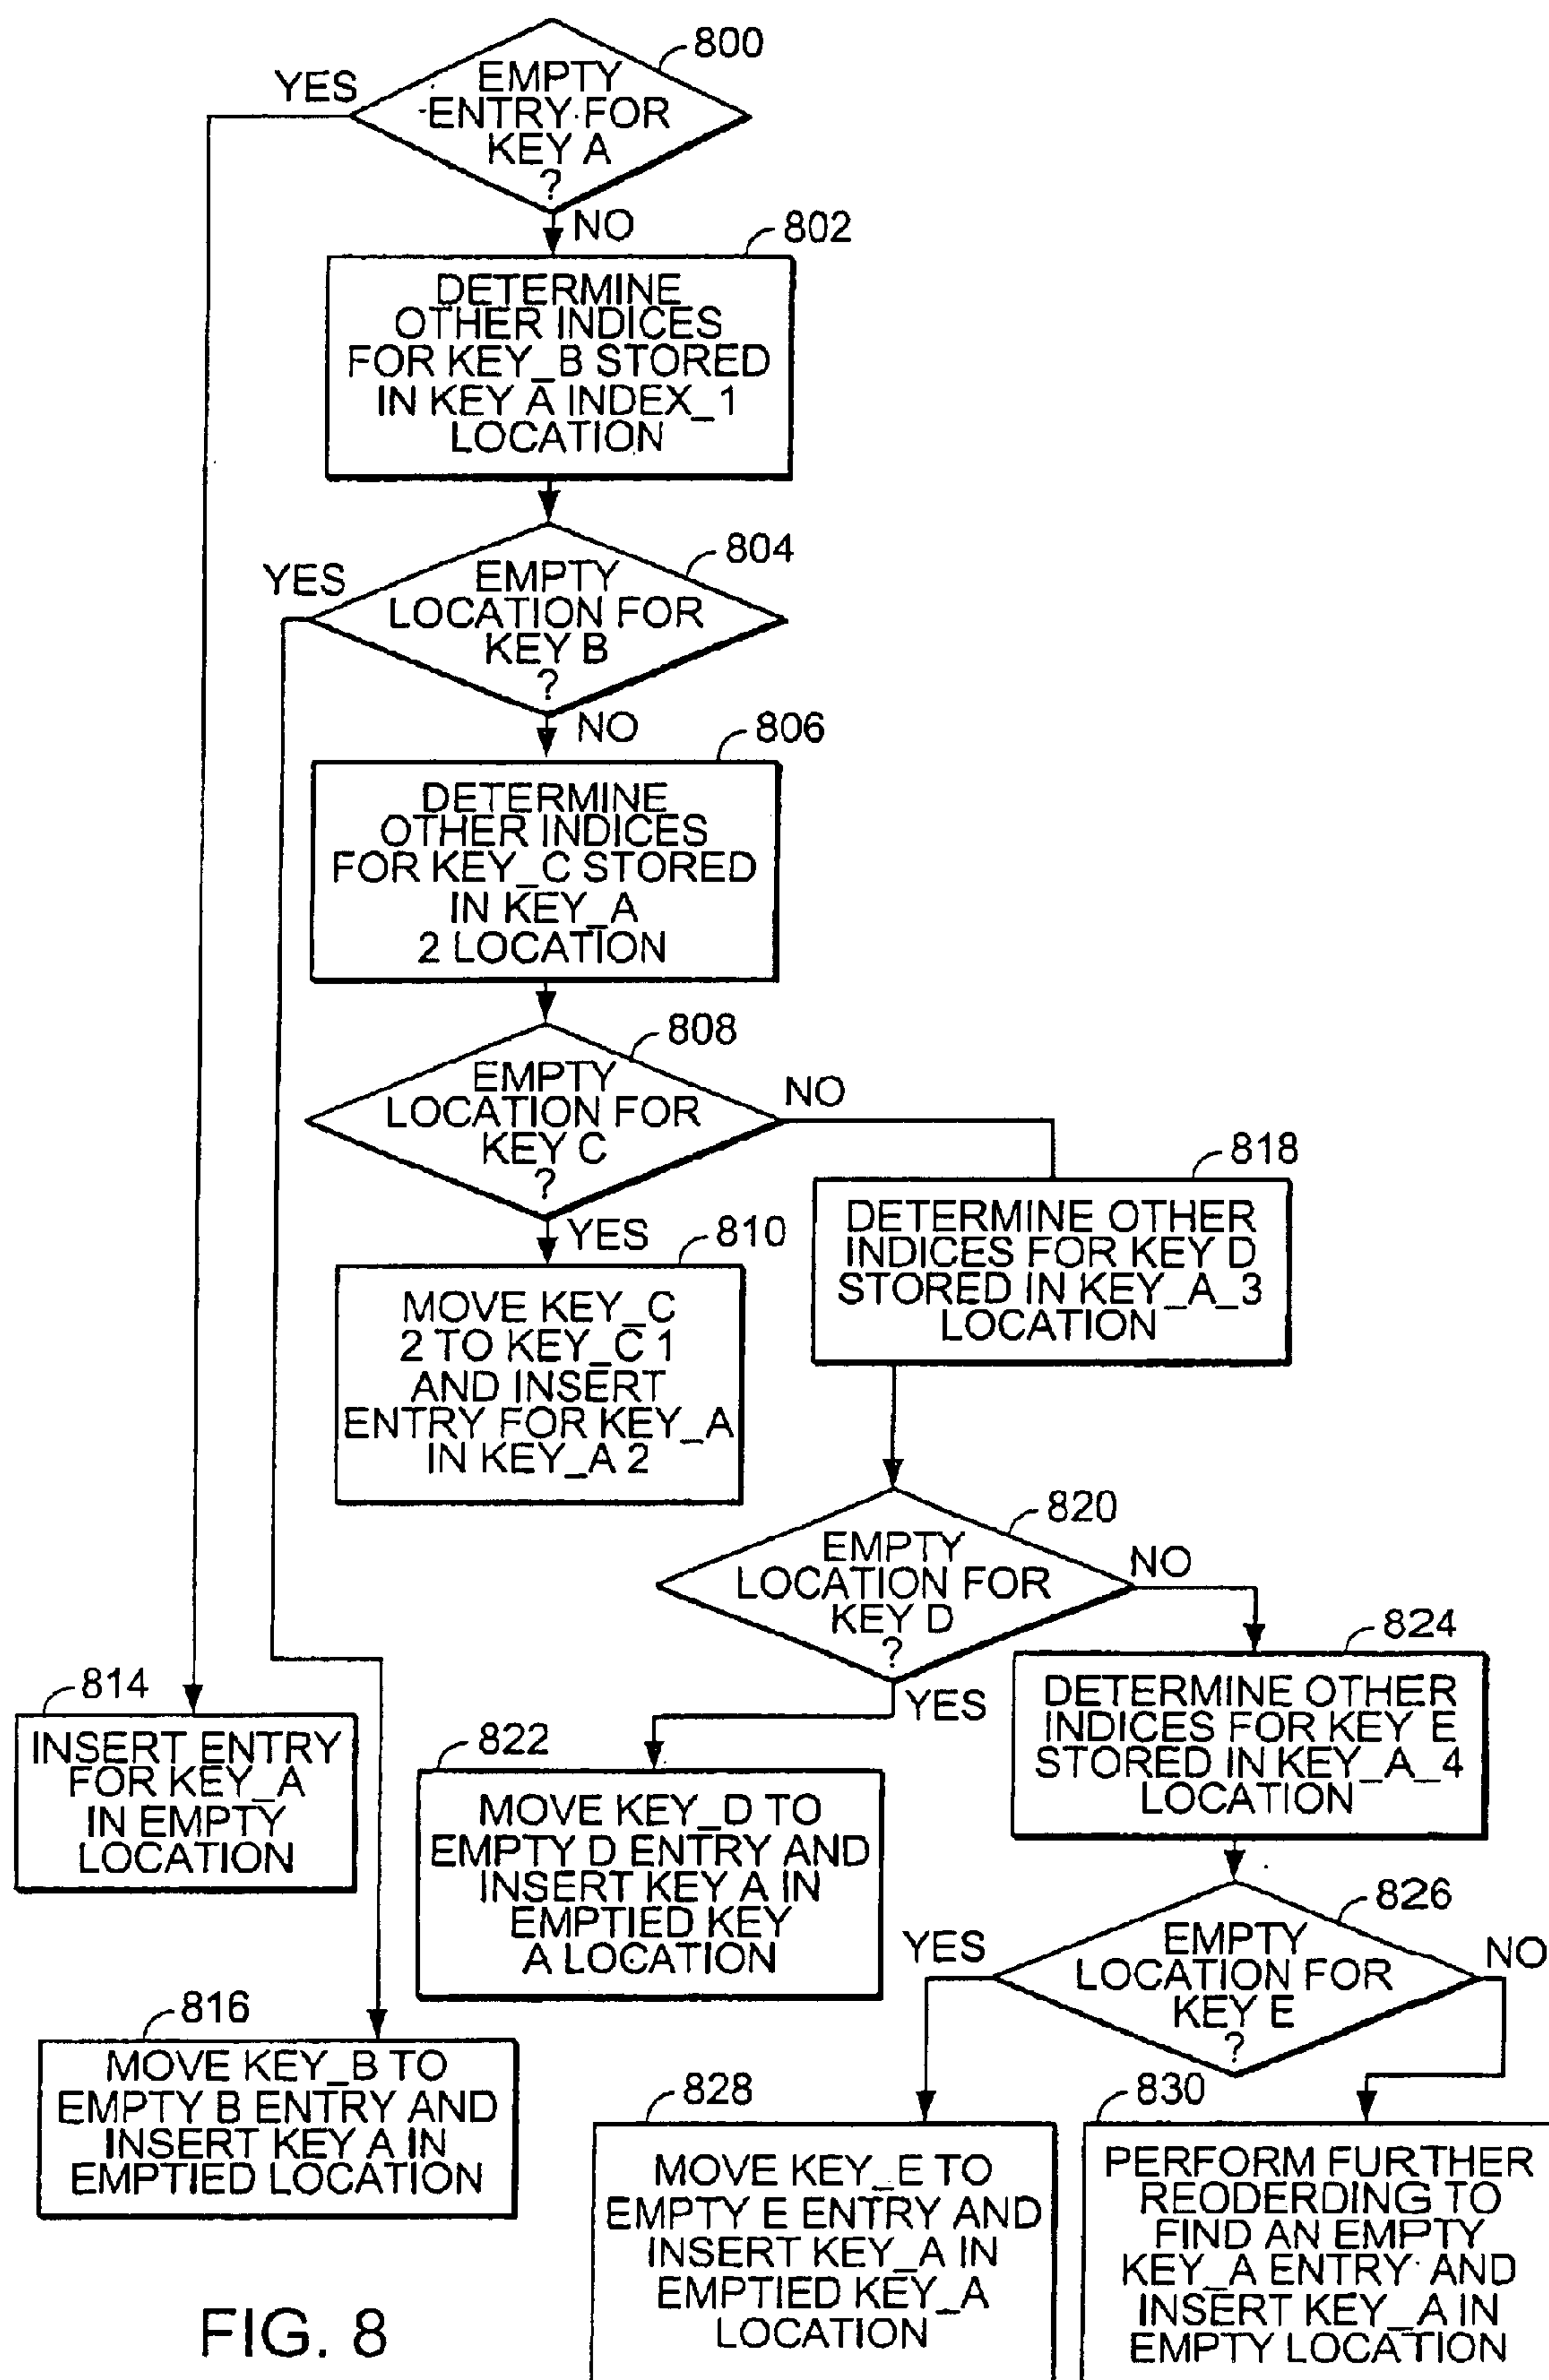 800
YES
EMPTY
ENTRY FOR
KEY A
?
NO
802
DETERMINE
OTHER INDICES
FOR KEY_B STORED
IN KEY A INDEX_1
LOCATION
804
YES
EMPTY
LOCATION FOR
KEY B
?
NO
806
DETERMINE
OTHER INDICES
FOR KEY_C STORED
IN KEY_A
2 LOCATION
808
EMPTY
LOCATION FOR
KEY C
?
NO
YES
810
MOVE KEY_C
2 TO KEY_C 1
AND INSERT
ENTRY FOR KEY_A
IN KEY_A 2
818
DETERMINE OTHER
INDICES FOR KEY D
STORED IN KEY_A_3
LOCATION
820
EMPTY
LOCATION FOR
KEY D
?
NO
YES
824
DETERMINE OTHER
INDICES FOR KEY E
STORED IN KEY_A_4
LOCATION
814
INSERT ENTRY
FOR KEY_A
IN EMPTY
LOCATION
822
MOVE KEY_D TO
EMPTY D ENTRY AND
INSERT KEY A IN
EMPTIED KEY
A LOCATION
826
YES
EMPTY
LOCATION FOR
KEY E
?
NO
816
MOVE KEY_B TO
EMPTY B ENTRY AND
INSERT KEY A IN
EMPTIED LOCATION
828
MOVE KEY_E TO
EMPTY E ENTRY AND
INSERT KEY_A IN
EMPTIED KEY_A
LOCATION
830
PERFORM FURTHER
REODERDING TO
FIND AN EMPTY
KEY_A ENTRY AND
INSERT KEY_A IN
EMPTY LOCATION
FIG. 8